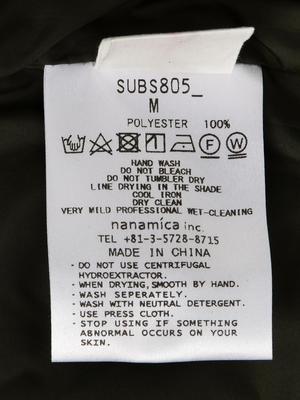 SUBS805_
M
POLYESTER 100%
F W
HAND WASH
DO NOT BLEACH
DO NOT TUMBLER DRY
LINE DRYING IN THE SHADE
COOL IRON
DRY CLEAN
VERY MILD PROFESSIONAL WET-CLEANING
nanamica inc.
TEL +81-3-5728-8715
MADE IN CHINA
- DO NOT USE CENTRIFUGAL
HYDROEXTRACTOR.
- WHEN DRYING,SMOOTH BY HAND.
- WASH SEPERATELY.
- WASH WITH NEUTRAL DETERGENT.
- USE PRESS CLOTH.
- STOP USING IF SOMETHING
ABNORMAL OCCURS ON YOUR
SKIN.